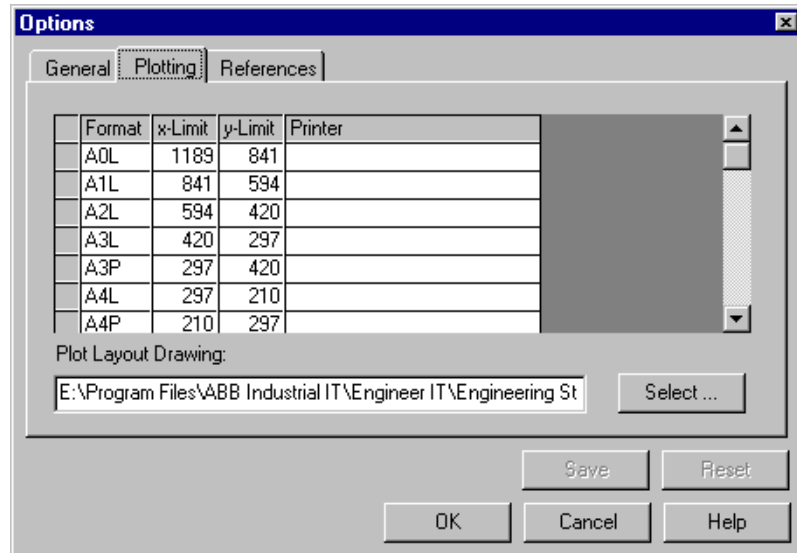 Options
General Plotting References
Format x-Limit y-Limit Printer
A0L 1189 841
A1L 841 594
A2L 594 420
A3L 420 297
A3P 297 420
A4L 297 210
A4P 210 297
Plot Layout Drawing:
E:\Program Files\ABB Industrial IT\Engineer IT\Engineering St Select ...
Save Reset
OK Cancel Help